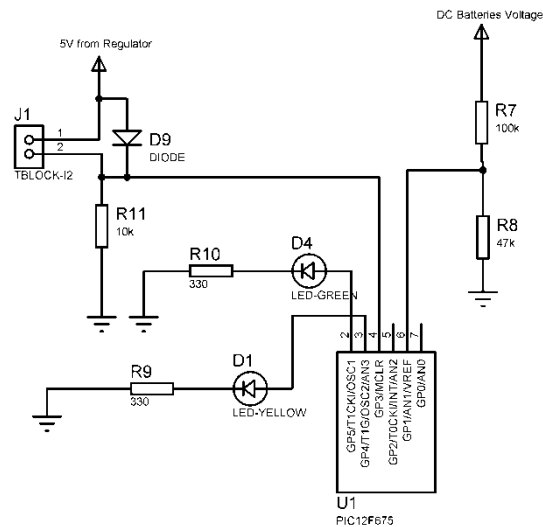 DC Batteries Voltage
5V from Regulator
J1
1
2
TBLOCK-I2
D9
DIODE
R7
100k
R11
10k
R8
47k
R10
330
D4
LED-GREEN
R9
330
D1
LED-YELLOW
2
3
4
5
6
7
GP5/T1CKI/OSC1
GP4/T1G/OSC2/AN3
GP3/MCLR
GP2/T0CKI/INT/AN2
GP1/AN1/VREF
GP0/AN0
U1
PIC12F675